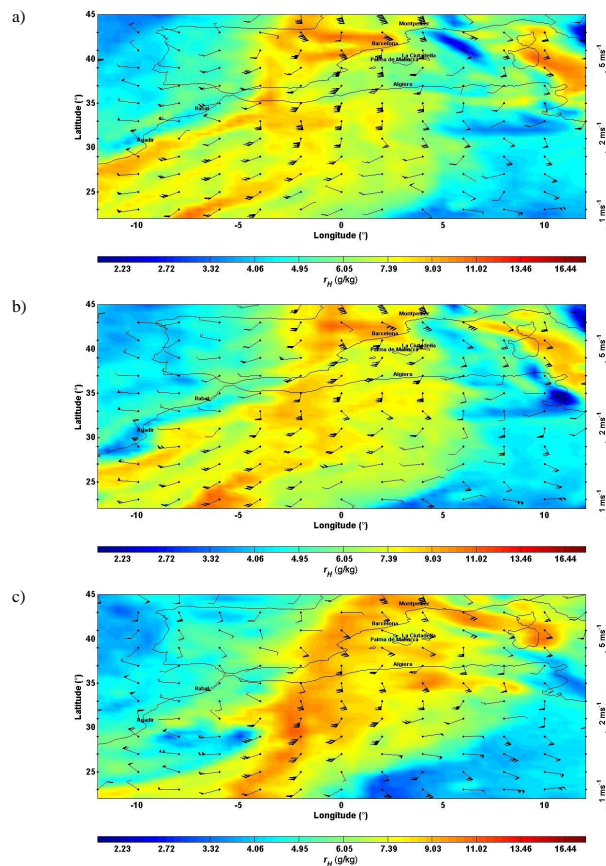 a)
45
40
35
30
25
Latitude (°)
Montpellier
Barcelona
La Ciutadella
Palma de Mallorca
Algiers
Rabat
Agadir
5 ms-1
2 ms-1
1 ms-1
-10 -5 0 5 10
Longitude (°)
2.23 2.72 3.32 4.06 4.95 6.05 7.39 9.03 11.02 13.46 16.44
rH (g/kg)
b)
45
40
35
30
25
Latitude (°)
Montpellier
Barcelona
La Ciutadella
Palma de Mallorca
Algiers
Rabat
Agadir
5 ms-1
2 ms-1
1 ms-1
-10 -5 0 5 10
Longitude (°)
2.23 2.72 3.32 4.06 4.95 6.05 7.39 9.03 11.02 13.46 16.44
rH (g/kg)
c)
45
40
35
30
25
Latitude (°)
Montpellier
Barcelona
La Ciutadella
Palma de Mallorca
Algiers
Rabat
Agadir
5 ms-1
2 ms-1
1 ms-1
-10 -5 0 5 10
Longitude (°)
2.23 2.72 3.32 4.06 4.95 6.05 7.39 9.03 11.02 13.46 16.44
rH (g/kg)